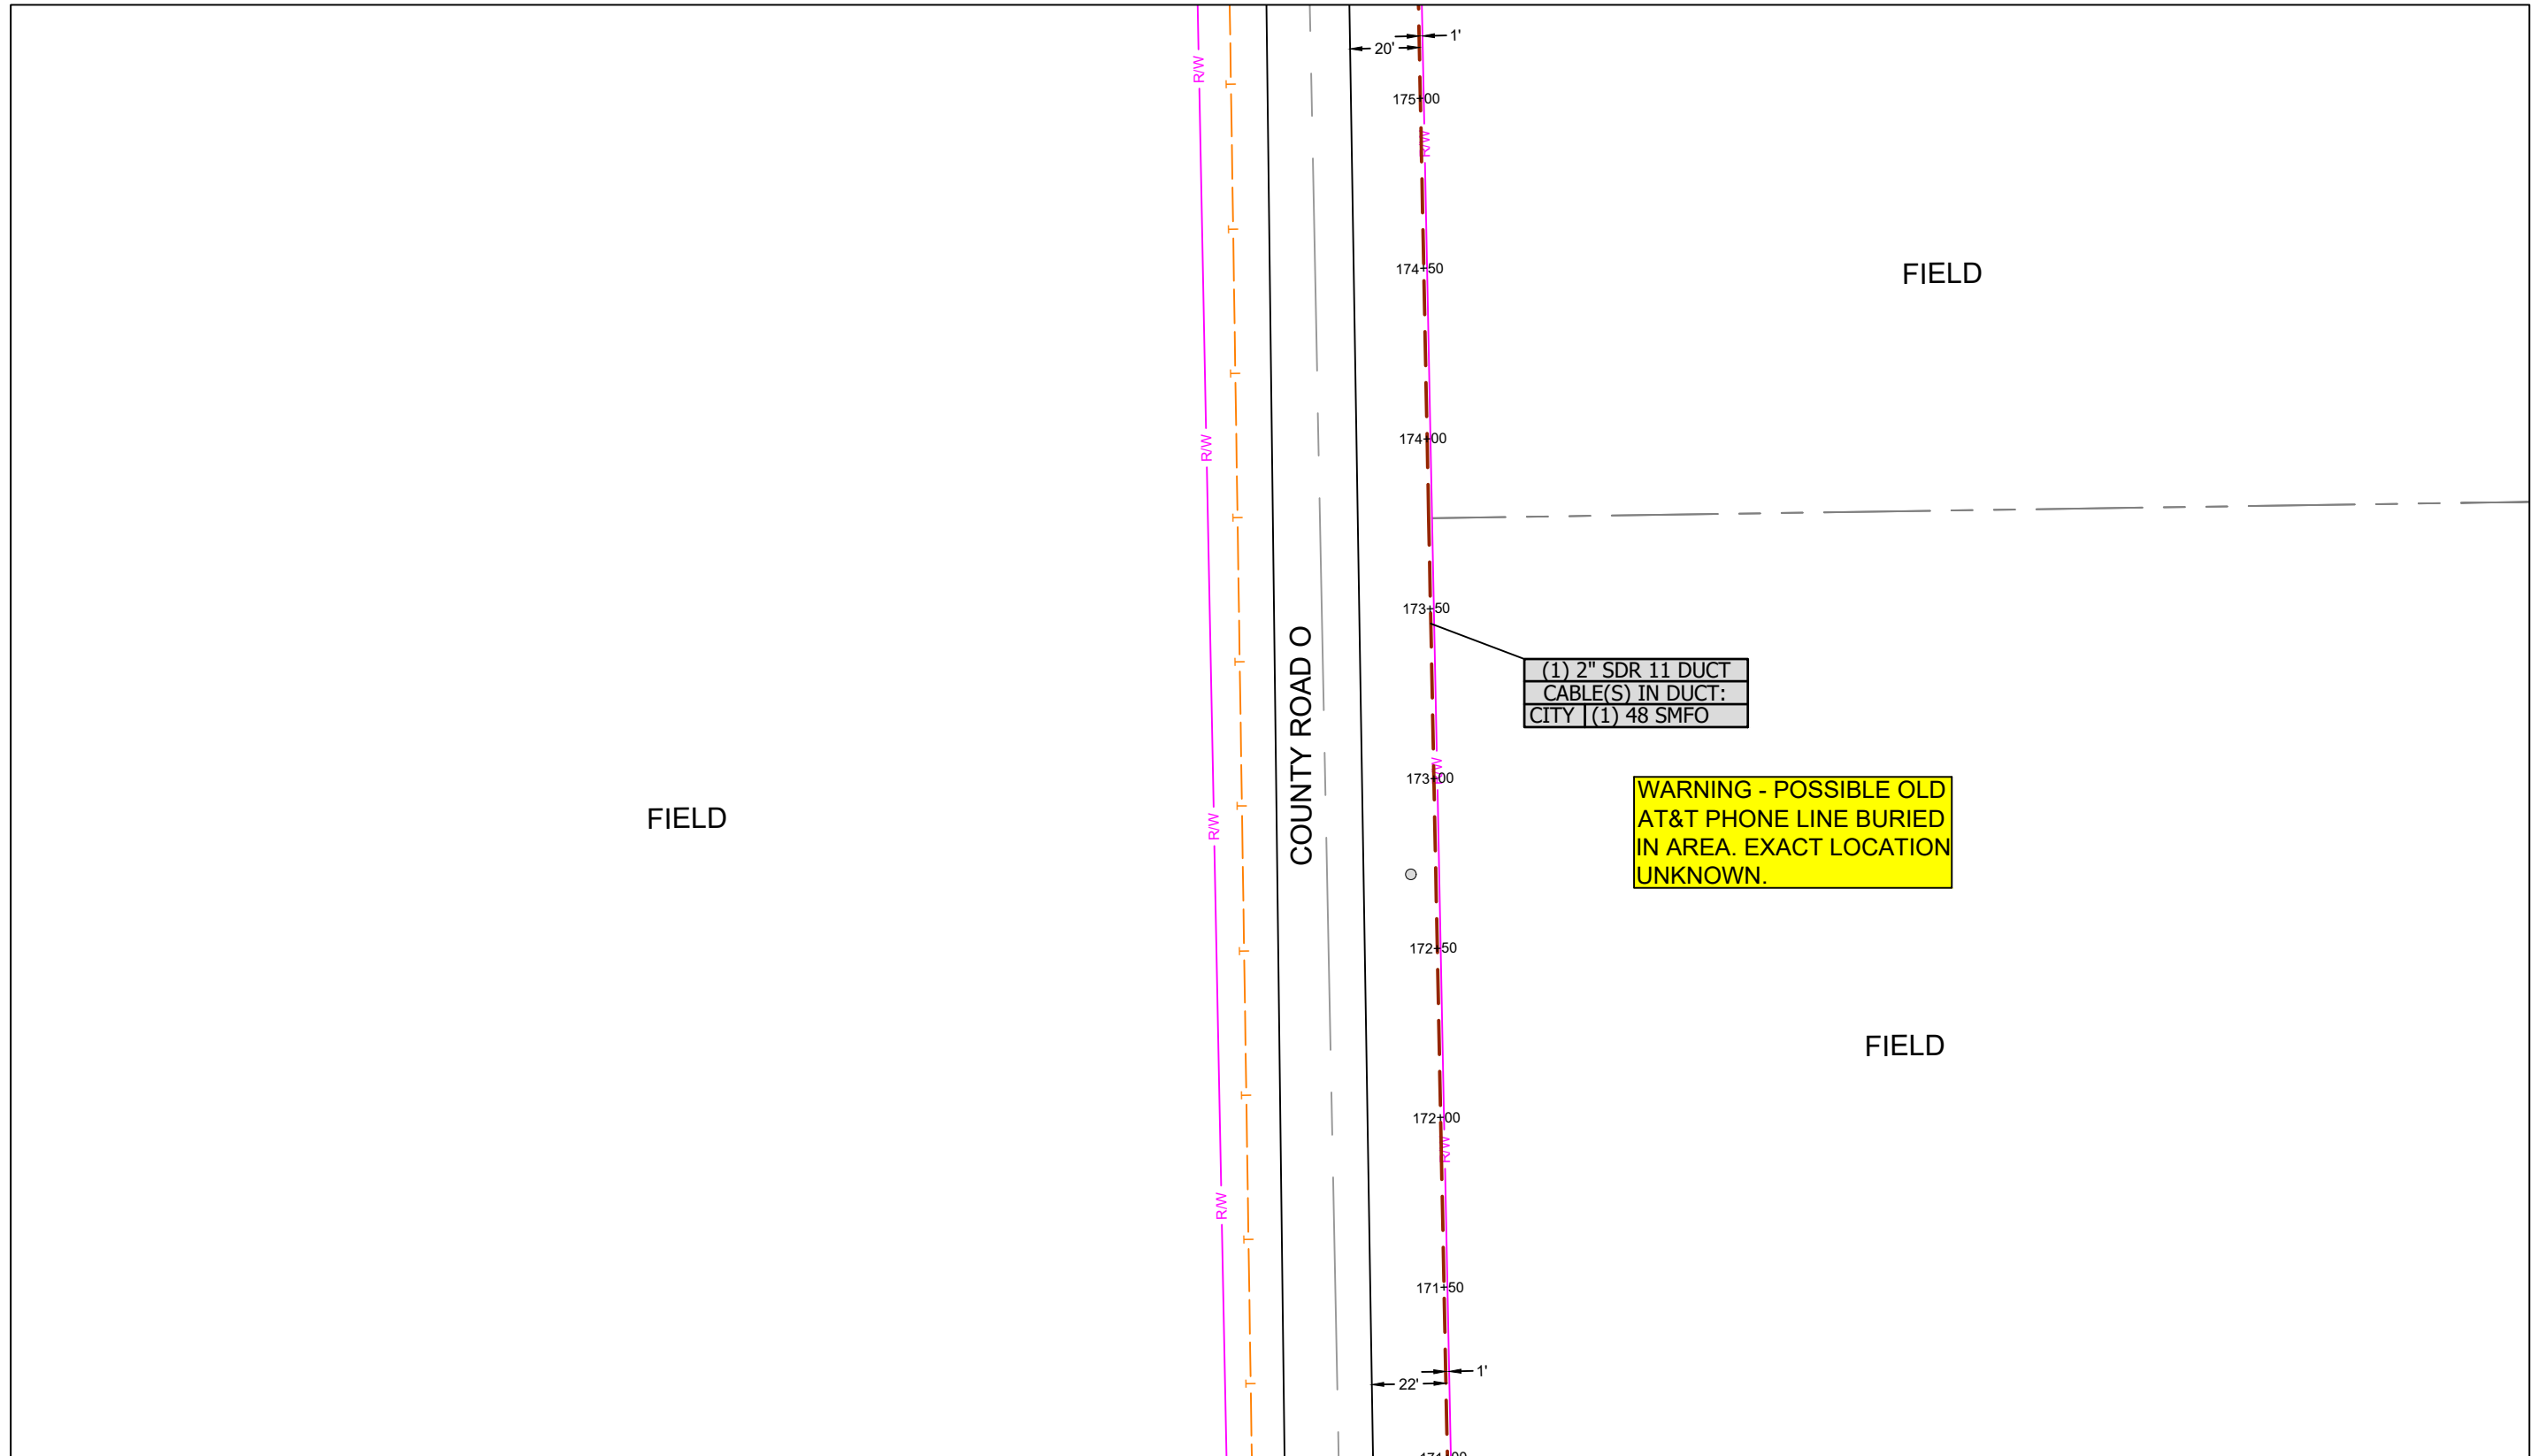 1'
20'
175+00
R/W
R/W
T
T
174+50
FIELD
T
174+00
R/W
T
173+50
COUNTY ROAD O
T
(1) 2" SDR 11 DUCT
CABLE(S) IN DUCT:
CITY (1) 48 SMFO
R/W
173+00
WARNING - POSSIBLE OLD
AT&T PHONE LINE BURIED
IN AREA. EXACT LOCATION
UNKNOWN.
T
FIELD
R/W
172+50
T
FIELD
T
172+00
R/W
R/W
T
171+50
1'
22'
T